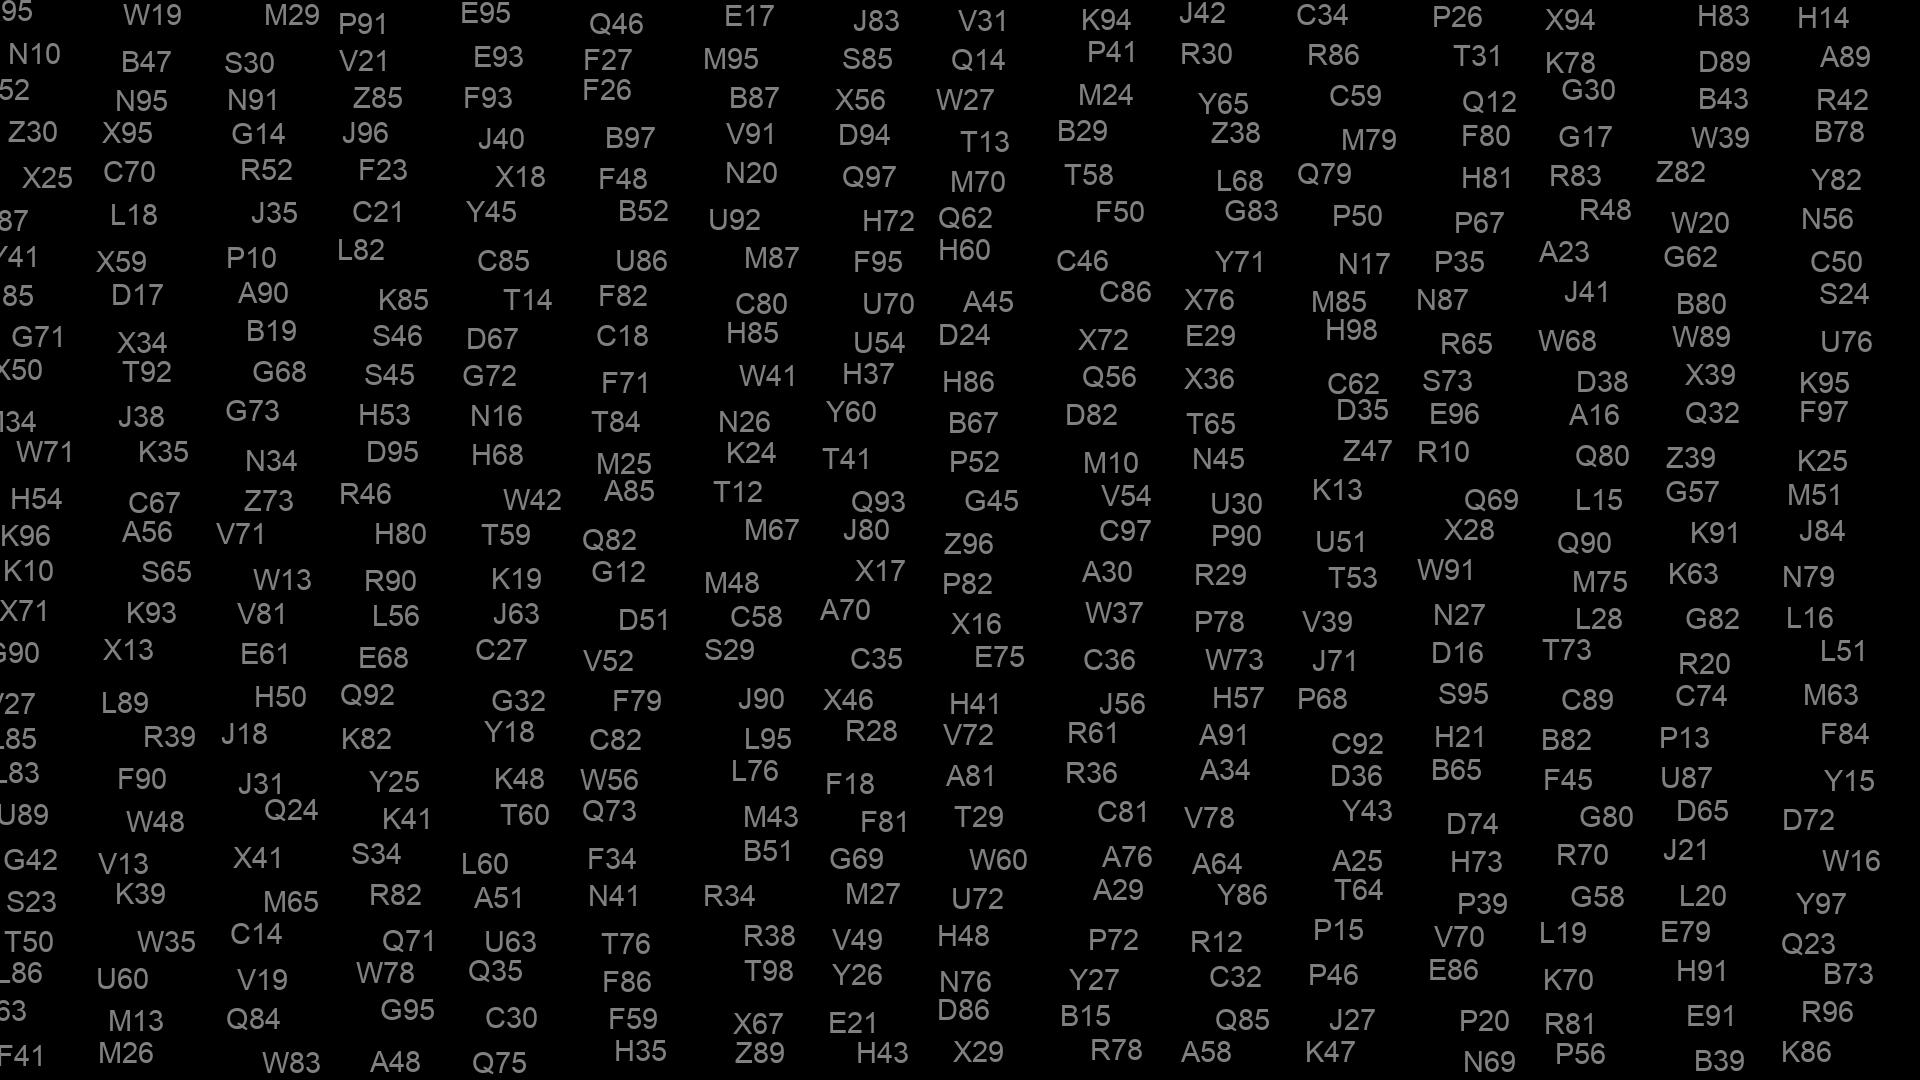 95 W19 M29 P91 E95 Q46 E17 J83 V31 K94 J42 C34 P26 X94 H83 H14
N10 B47 S30 V21 E93 F27 M95 S85 Q14 P41 R30 R86 T31 K78 D89 A89
52 N95 N91 Z85 F93 F26 B87 X56 W27 M24 Y65 C59 Q12 G30 B43 R42
Z30 X95 G14 J96 J40 B97 V91 D94 T13 B29 Z38 M79 F80 G17 W39 B78
X25 C70 R52 F23 X18 F48 N20 Q97 M70 T58 L68 Q79 H81 R83 Z82 Y82
87 L18 J35 C21 Y45 B52 U92 H72 Q62 F50 G83 P50 P67 R48 W20 N56
Y41 X59 P10 L82 C85 U86 M87 F95 H60 C46 Y71 N17 P35 A23 G62 C50
85 D17 A90 K85 T14 F82 C80 U70 A45 C86 X76 M85 N87 J41 B80 S24
G71 X34 B19 S46 D67 C18 H85 U54 D24 X72 E29 H98 R65 W68 W89 U76
X50 T92 G68 S45 G72 F71 W41 H37 H86 Q56 X36 C62 S73 D38 X39 K95
M34 J38 G73 H53 N16 T84 N26 Y60 B67 D82 T65 D35 E96 A16 Q32 F97
W71 K35 N34 D95 H68 M25 K24 T41 P52 M10 N45 Z47 R10 Q80 Z39 K25
H54 C67 Z73 R46 W42 A85 T12 Q93 G45 V54 U30 K13 Q69 L15 G57 M51
K96 A56 V71 H80 T59 Q82 M67 J80 Z96 C97 P90 U51 X28 Q90 K91 J84
K10 S65 W13 R90 K19 G12 M48 X17 P82 A30 R29 T53 W91 M75 K63 N79
X71 K93 V81 L56 J63 D51 C58 A70 X16 W37 P78 V39 N27 L28 G82 L16
G90 X13 E61 E68 C27 V52 S29 C35 E75 C36 W73 J71 D16 T73 R20 L51
V27 L89 H50 Q92 G32 F79 J90 X46 H41 J56 H57 P68 S95 C89 C74 M63
L85 R39 J18 K82 Y18 C82 L95 R28 V72 R61 A91 C92 H21 B82 P13 F84
L83 F90 J31 Y25 K48 W56 L76 F18 A81 R36 A34 D36 B65 F45 U87 Y15
U89 W48 Q24 K41 T60 Q73 M43 F81 T29 C81 V78 Y43 D74 G80 D65 D72
G42 V13 X41 S34 L60 F34 B51 G69 W60 A76 A64 A25 H73 R70 J21 W16
S23 K39 M65 R82 A51 N41 R34 M27 U72 A29 Y86 T64 P39 G58 L20 Y97
T50 W35 C14 Q71 U63 T76 R38 V49 H48 P72 R12 P15 V70 L19 E79 Q23
L86 U60 V19 W78 Q35 F86 T98 Y26 N76 Y27 C32 P46 E86 K70 H91 B73
63 M13 Q84 G95 C30 F59 X67 E21 D86 B15 Q85 J27 P20 R81 E91 R96
F41 M26 W83 A48 Q75 H35 Z89 H43 X29 R78 A58 K47 N69 P56 B39 K86